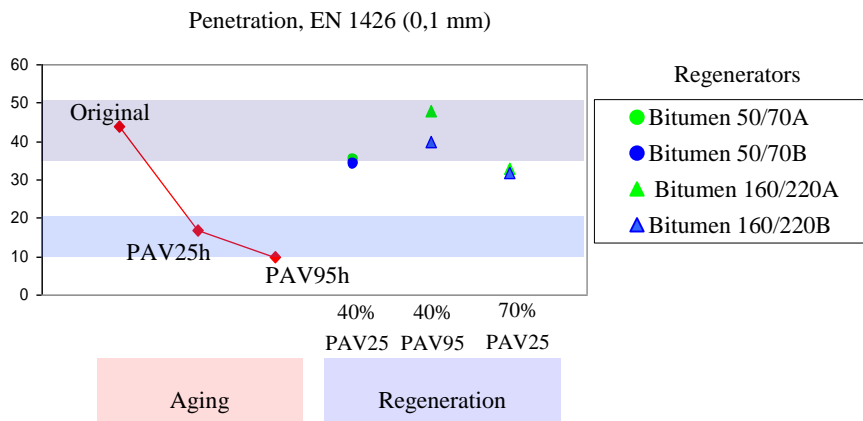 Penetration, EN 1426 (0,1 mm)
60
50
40
30
20
10
0
Original
PAV25h
PAV95h
40%
PAV25
40%
PAV95
70%
PAV25
Aging
Regeneration
Regenerators
Bitumen 50/70A
Bitumen 50/70B
Bitumen 160/220A
Bitumen 160/220B